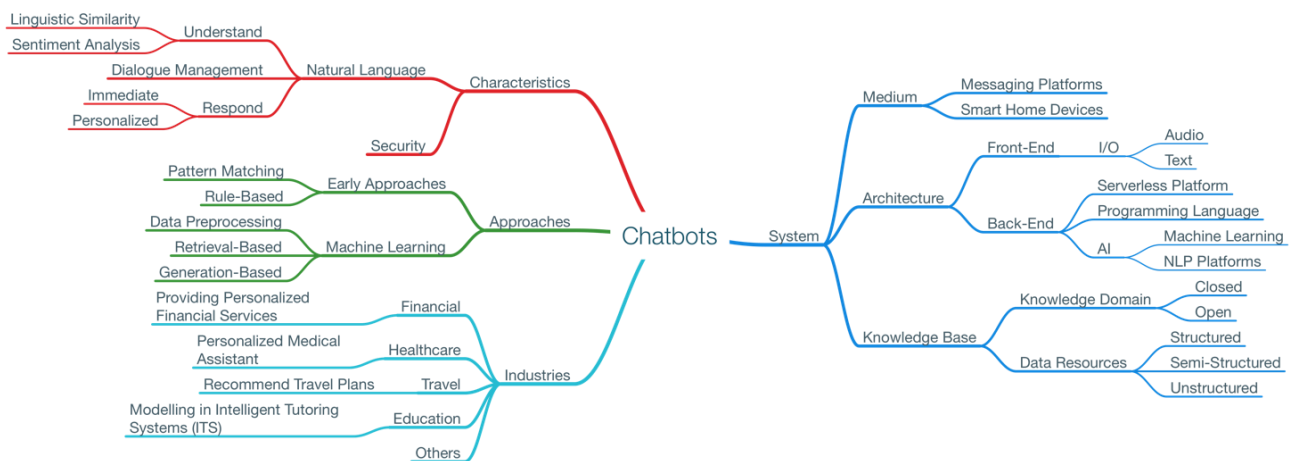 Linguistic Similarity
Sentiment Analysis
Understand
Dialogue Management
Immediate
Personalized
Respond
Natural Language
Security
Characteristics
Pattern Matching
Rule-Based
Early Approaches
Data Preprocessing
Retrieval-Based
Generation-Based
Machine Learning
Approaches
Providing Personalized
Financial Services
Financial
Personalized Medical
Assistant
Healthcare
Recommend Travel Plans
Travel
Modelling in Intelligent Tutoring
Systems (ITS)
Education
Others
Industries
Chatbots
System
Medium
Messaging Platforms
Smart Home Devices
Architecture
Front-End
I/O
Audio
Text
Back-End
Serverless Platform
Programming Language
AI
Machine Learning
NLP Platforms
Knowledge Base
Knowledge Domain
Closed
Open
Data Resources
Structured
Semi-Structured
Unstructured